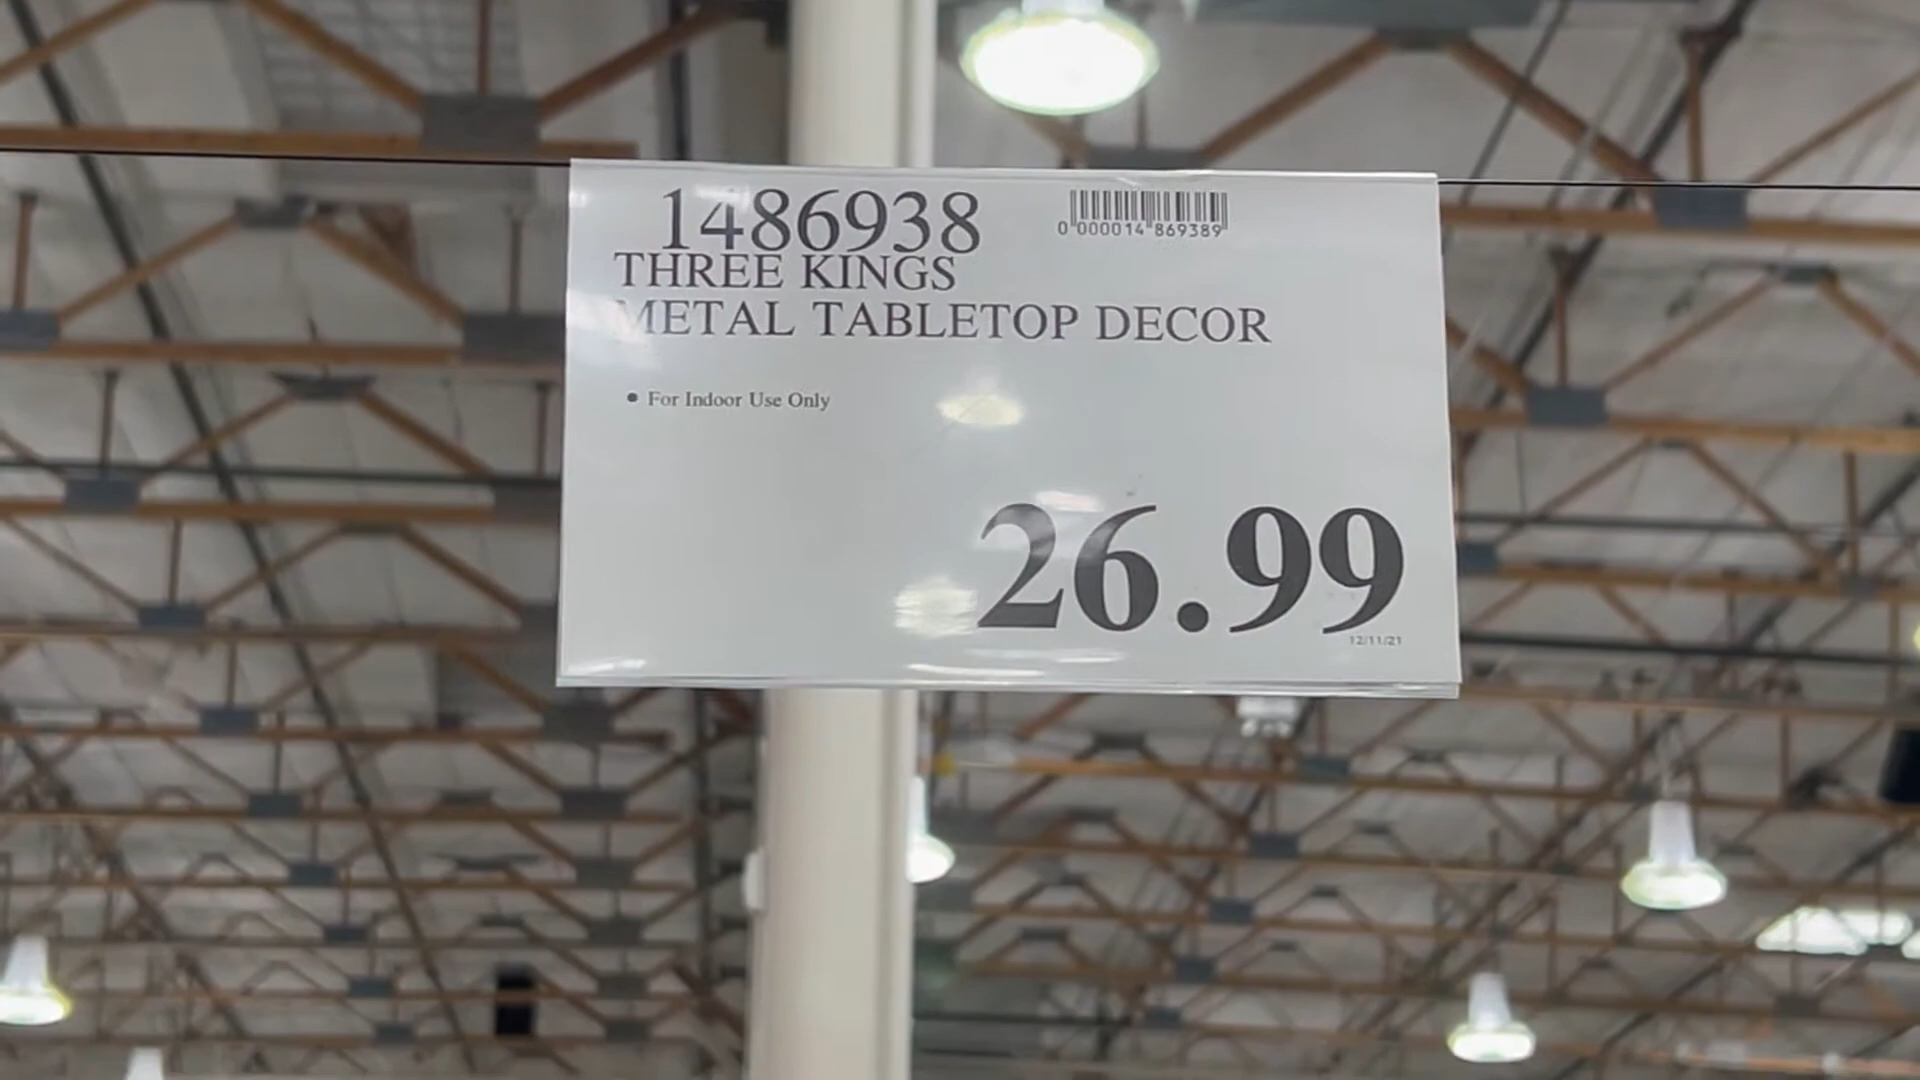 1486938
0 000014 869389
THREE KINGS
METAL TABLETOP DECOR
• For Indoor Use Only
26.99
12/11/21